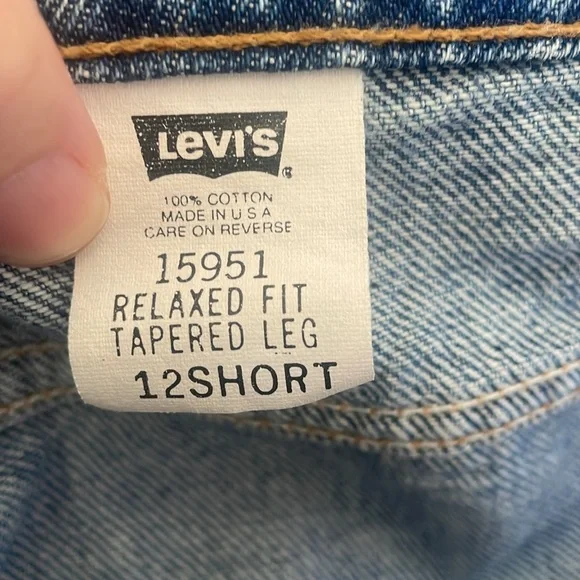 Levi's
100% COTTON
MADE IN U S A
CARE ON REVERSE
15951
RELAXED FIT
TAPERED LEG
12SHORT